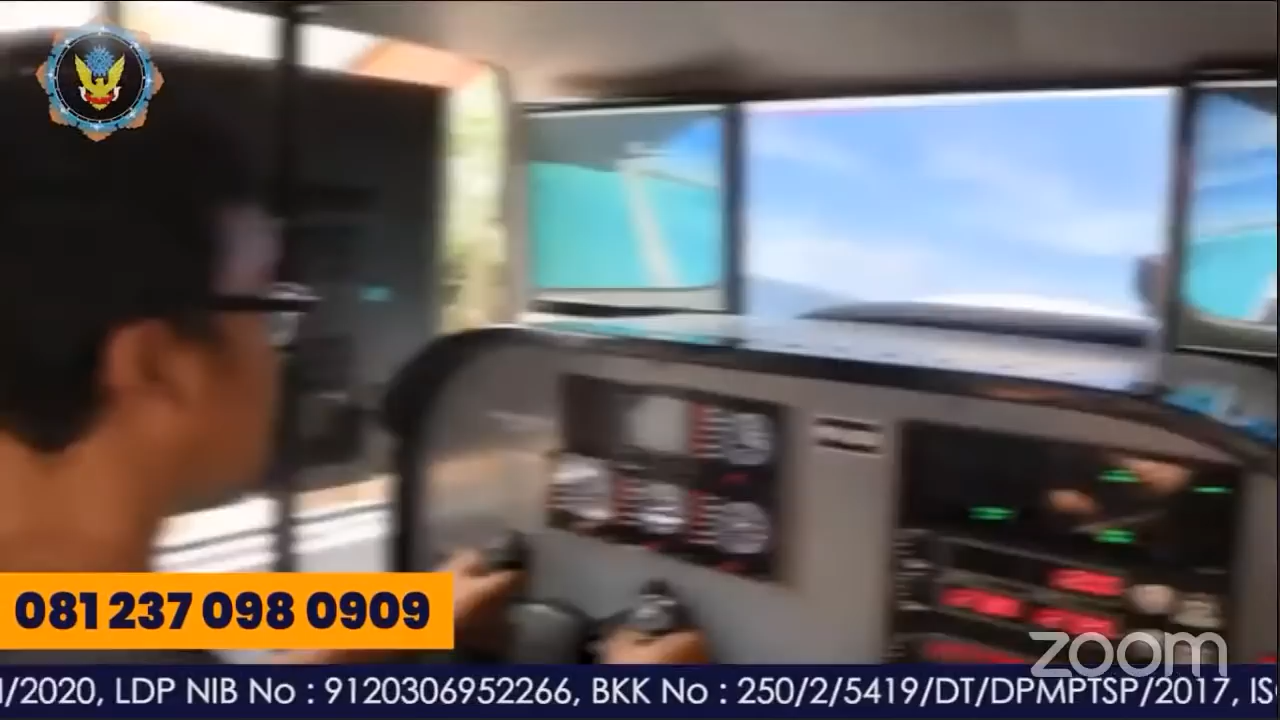 081 237 098 0909
zoom
I/2020, LDP NIB No : 9120306952266, BKK No : 250/2/5419/DT/DPMPTSP/2017, IS